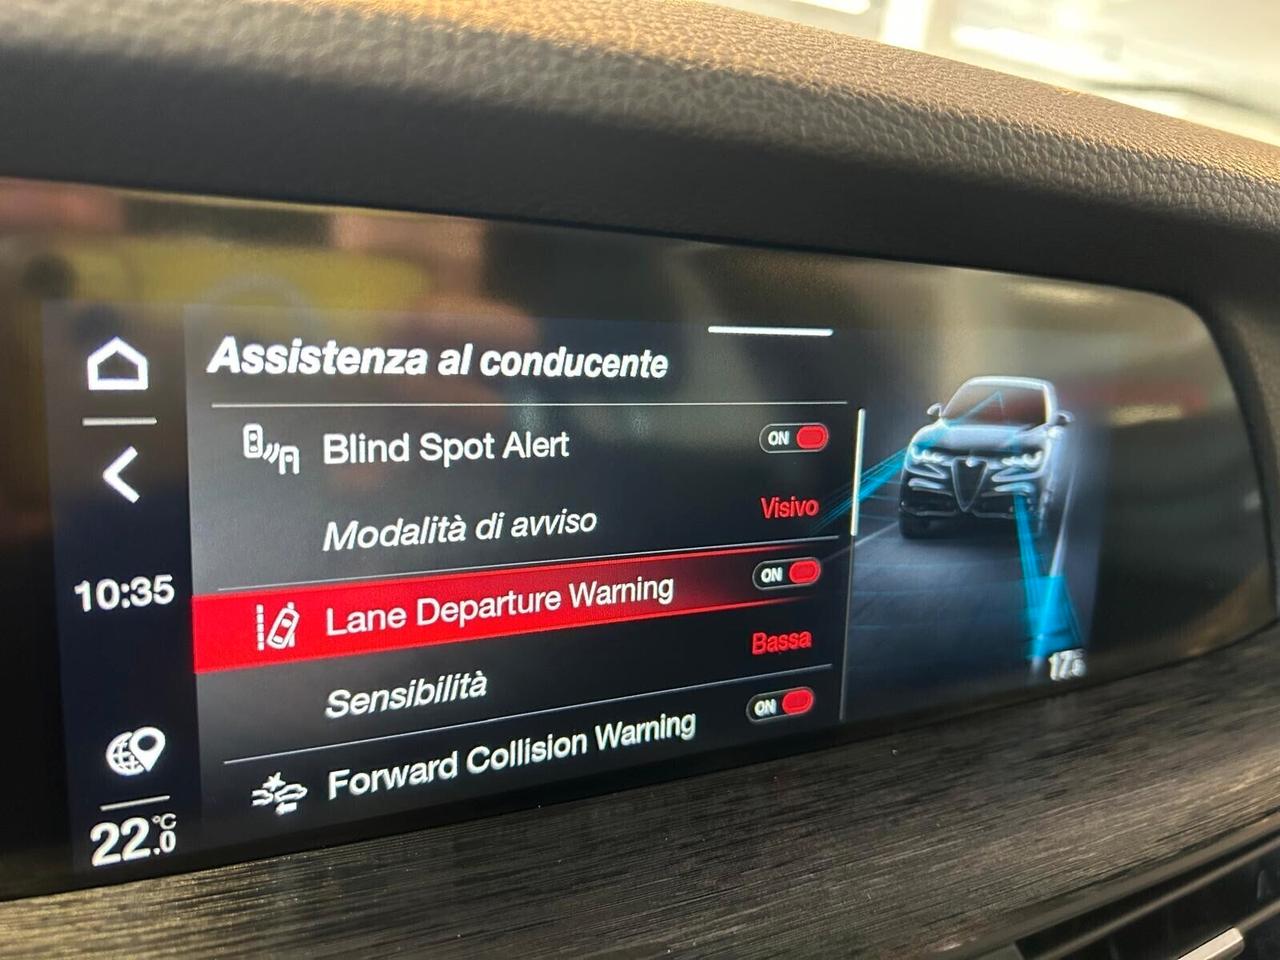 Assistenza al conducente
Blind Spot Alert ON
Modalità di avviso Visivo
Lane Departure Warning ON
Sensibilità Bassa
Forward Collision Warning ON
10:35
22.0 °C